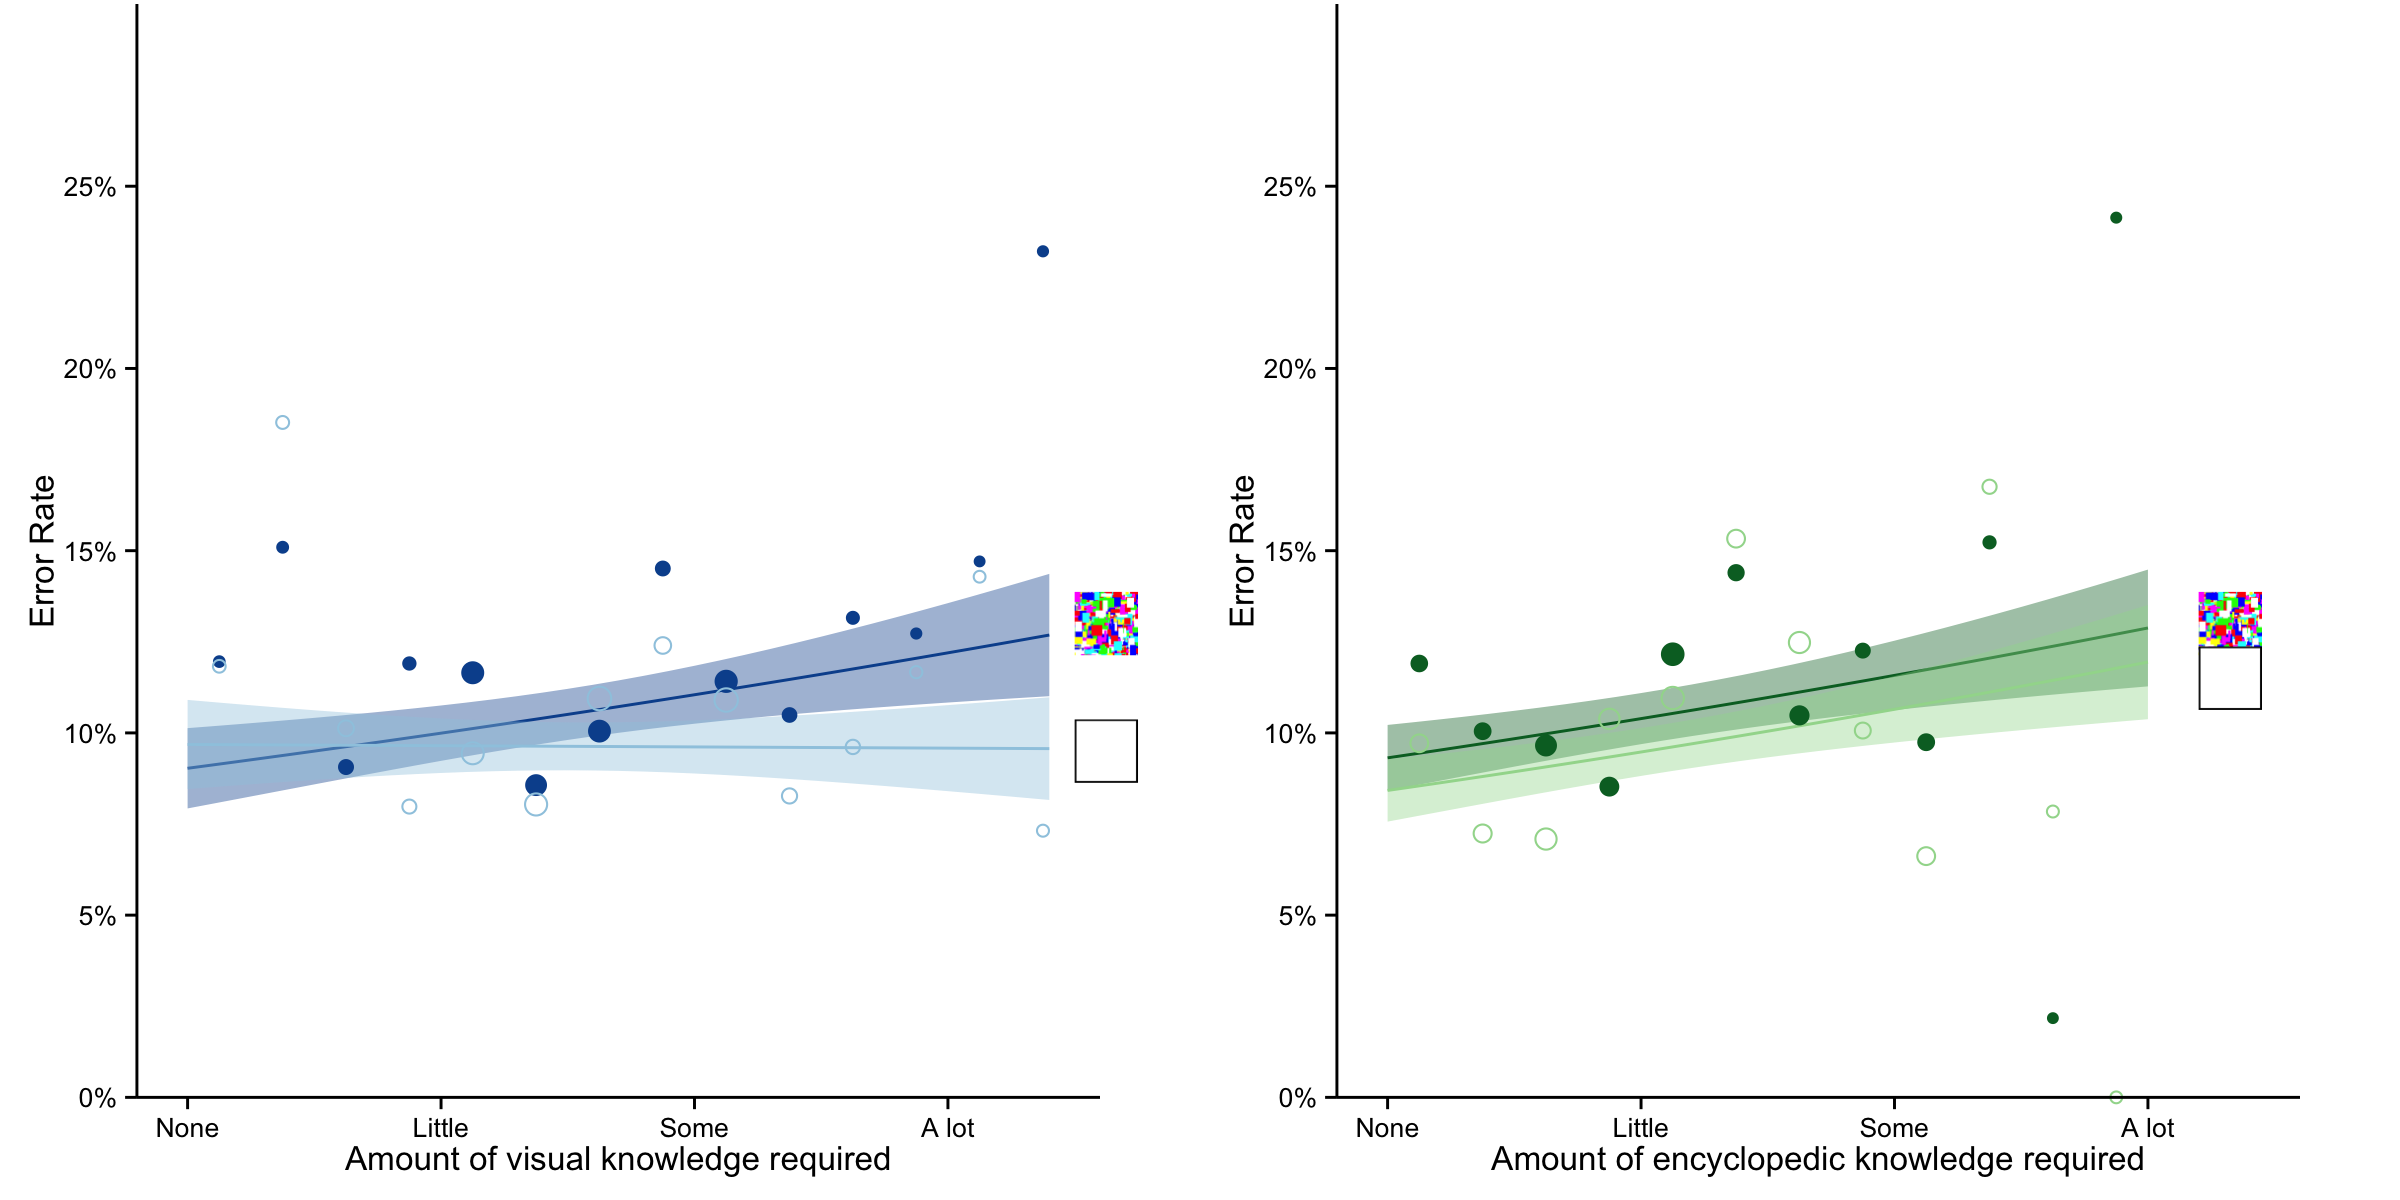 25%
20%
15%
10%
5%
0%
Error Rate
None
Little
Some
A lot
Amount of visual knowledge required
25%
20%
15%
10%
5%
0%
Error Rate
None
Little
Some
A lot
Amount of encyclopedic knowledge required